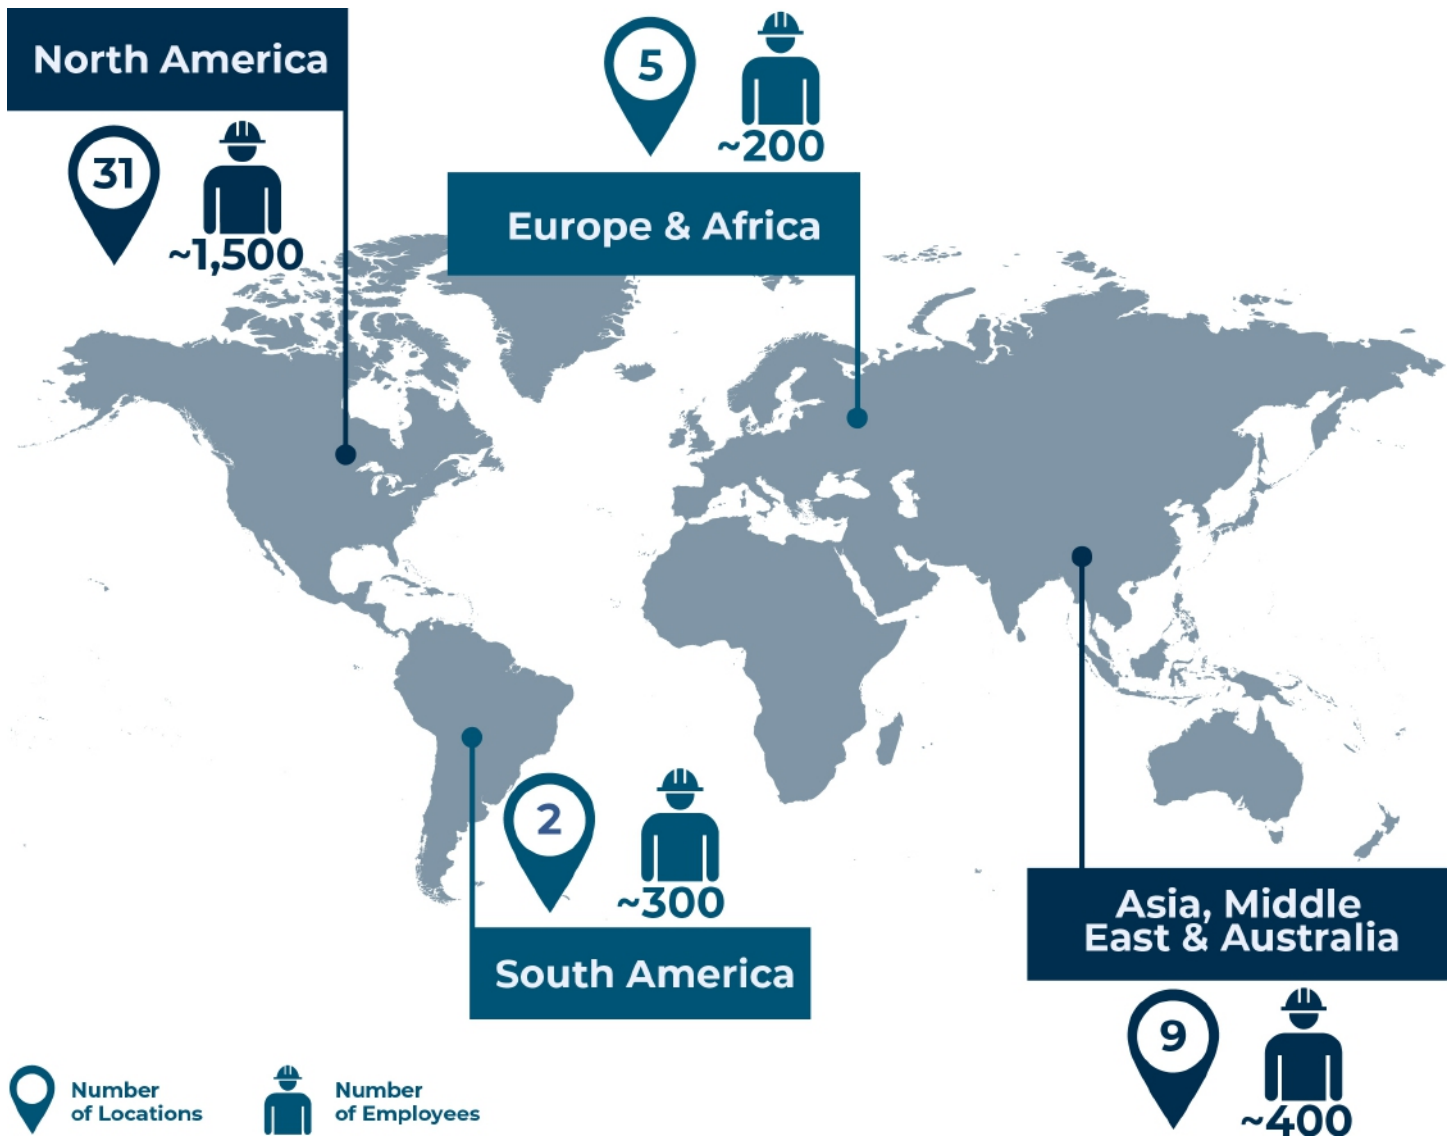 North America
31
~1,500
5
~200
Europe & Africa
2
~300
South America
Asia, Middle
East & Australia
9
~400
Number
of Locations
Number
of Employees